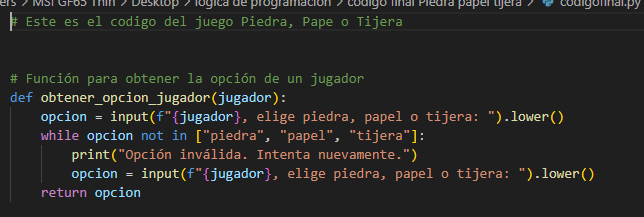 ers > MSI GF65 Thin > Desktop > logica de programacion > codigo final Piedra papel tijera > codigofinal.py
# Este es el codigo del juego Piedra, Pape o Tijera
# Función para obtener la opción de un jugador
def obtener_opcion_jugador(jugador):
    opcion = input(f"{jugador}, elige piedra, papel o tijera: ").lower()
    while opcion not in ["piedra", "papel", "tijera"]:
        print("Opción inválida. Intenta nuevamente.")
        opcion = input(f"{jugador}, elige piedra, papel o tijera: ").lower()
    return opcion